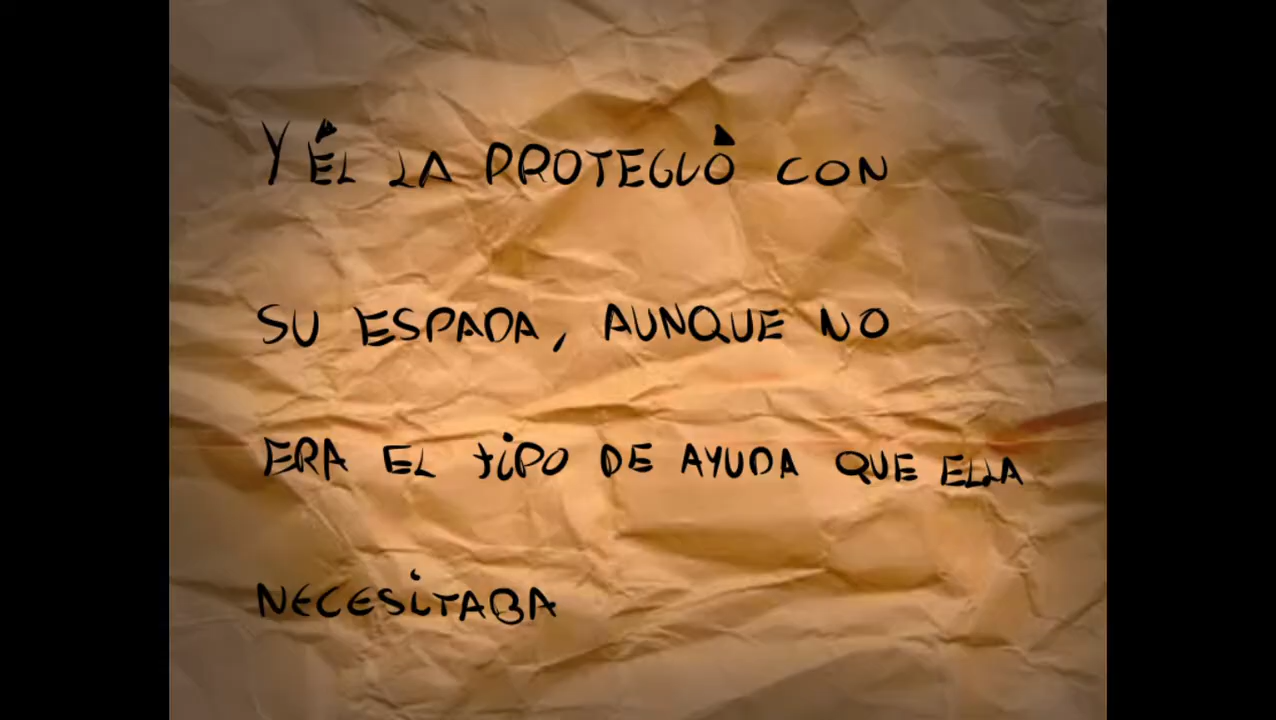 Y ÉL LA PROTEGIÓ CON
SU ESPADA, AUNQUE NO
ERA EL TIPO DE AYUDA QUE ELLA
NECESITABA